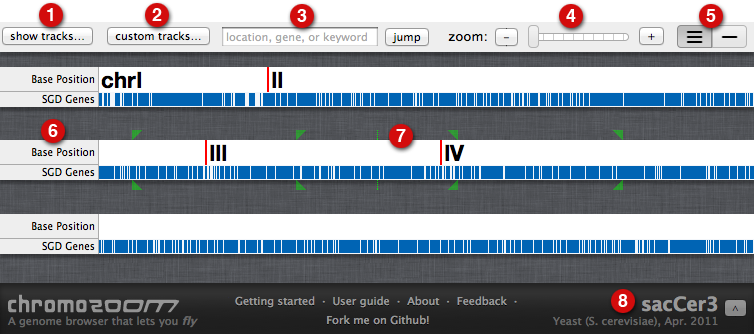 1 2 3 4 5
show tracks... custom tracks... location, gene, or keyword jump zoom: - +
Base Position chrI II
SGD Genes
6 7
Base Position III IV
SGD Genes
Base Position
SGD Genes
8
chromozoom Getting started · User guide · About · Feedback · sacCer3 ^
A genome browser that lets you fly Fork me on Github! Yeast (S. cerevisiae), Apr. 2011